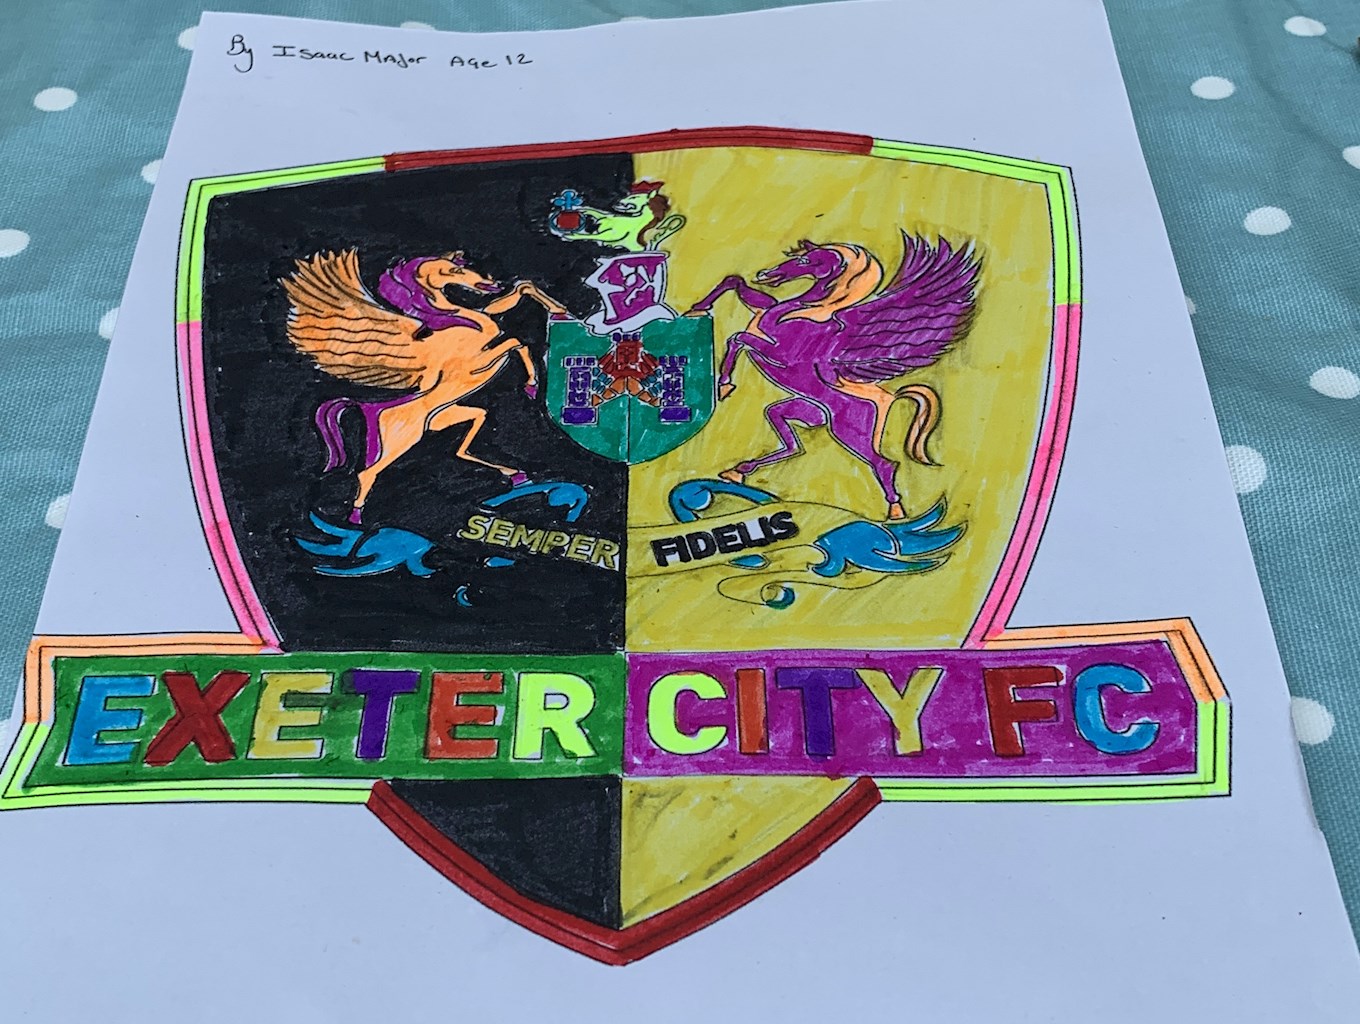 By Isaac Major Age 12
SEMPER FIDELIS
EXETER CITY FC